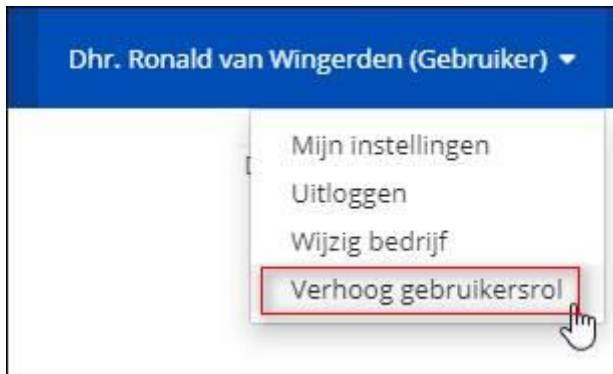 Dhr. Ronald van Wingerden (Gebruiker)
Mijn instellingen
Uitloggen
Wijzig bedrijf
Verhoog gebruikersrol